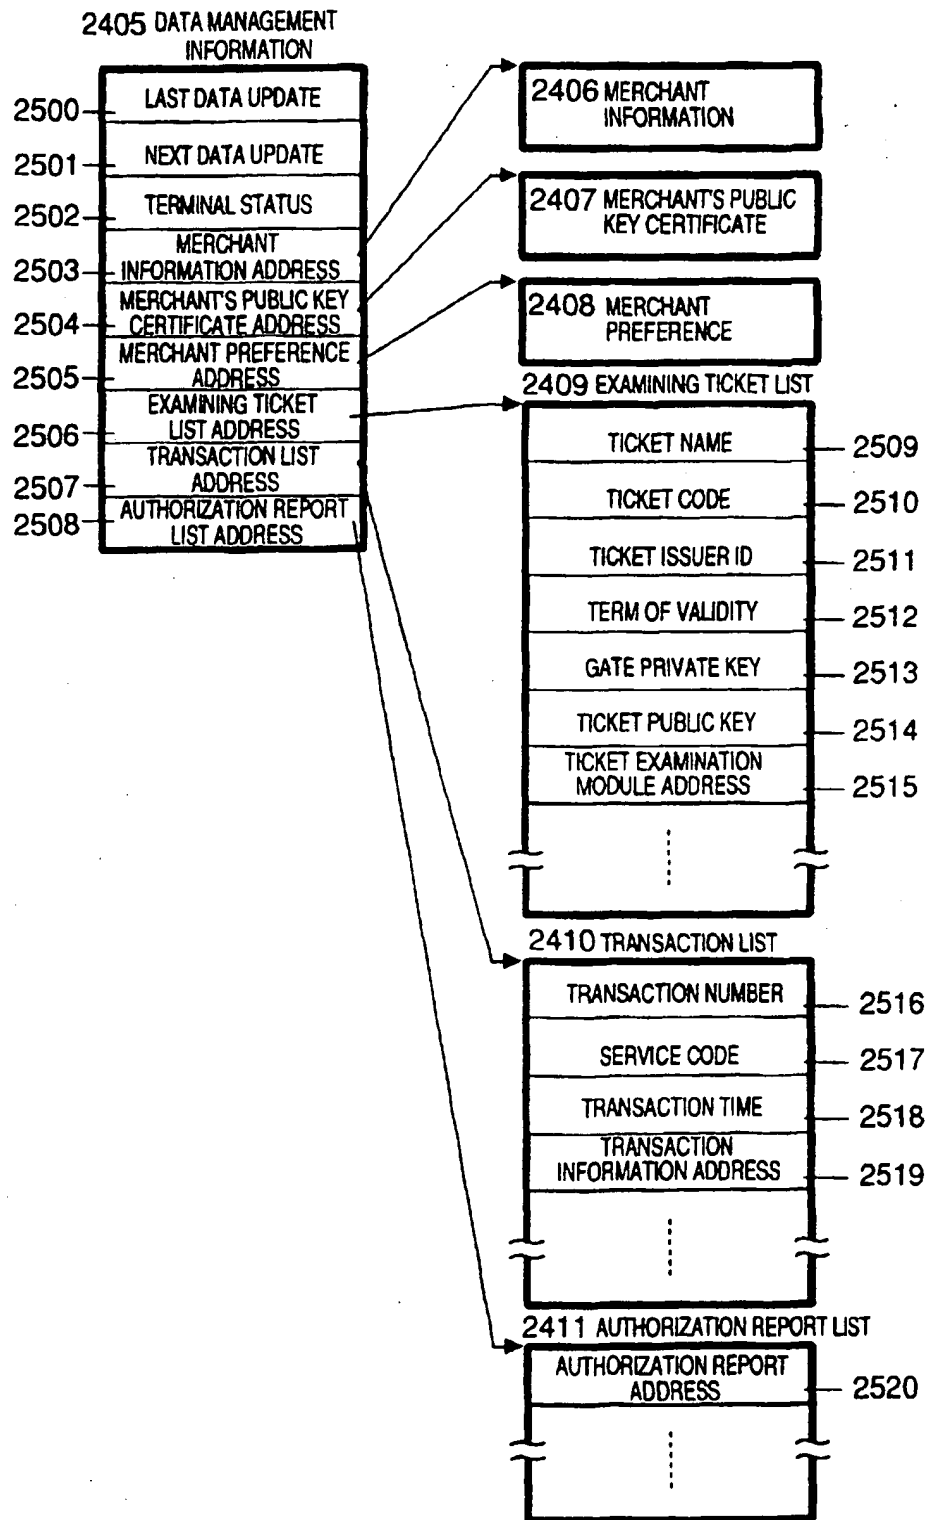 2405 DATA MANAGEMENT
INFORMATION
2500
LAST DATA UPDATE
2501
NEXT DATA UPDATE
2502
TERMINAL STATUS
2503
MERCHANT
INFORMATION ADDRESS
2504
MERCHANT'S PUBLIC KEY
CERTIFICATE ADDRESS
2505
MERCHANT PREFERENCE
ADDRESS
2506
EXAMINING TICKET
LIST ADDRESS
2507
TRANSACTION LIST
ADDRESS
2508
AUTHORIZATION REPORT
LIST ADDRESS
2406 MERCHANT
INFORMATION
2407 MERCHANT'S PUBLIC
KEY CERTIFICATE
2408 MERCHANT
PREFERENCE
2409 EXAMINING TICKET LIST
TICKET NAME
2509
TICKET CODE
2510
TICKET ISSUER ID
2511
TERM OF VALIDITY
2512
GATE PRIVATE KEY
2513
TICKET PUBLIC KEY
2514
TICKET EXAMINATION
MODULE ADDRESS
2515
2410 TRANSACTION LIST
TRANSACTION NUMBER
2516
SERVICE CODE
2517
TRANSACTION TIME
2518
TRANSACTION
INFORMATION ADDRESS
2519
2411 AUTHORIZATION REPORT LIST
AUTHORIZATION REPORT
ADDRESS
2520